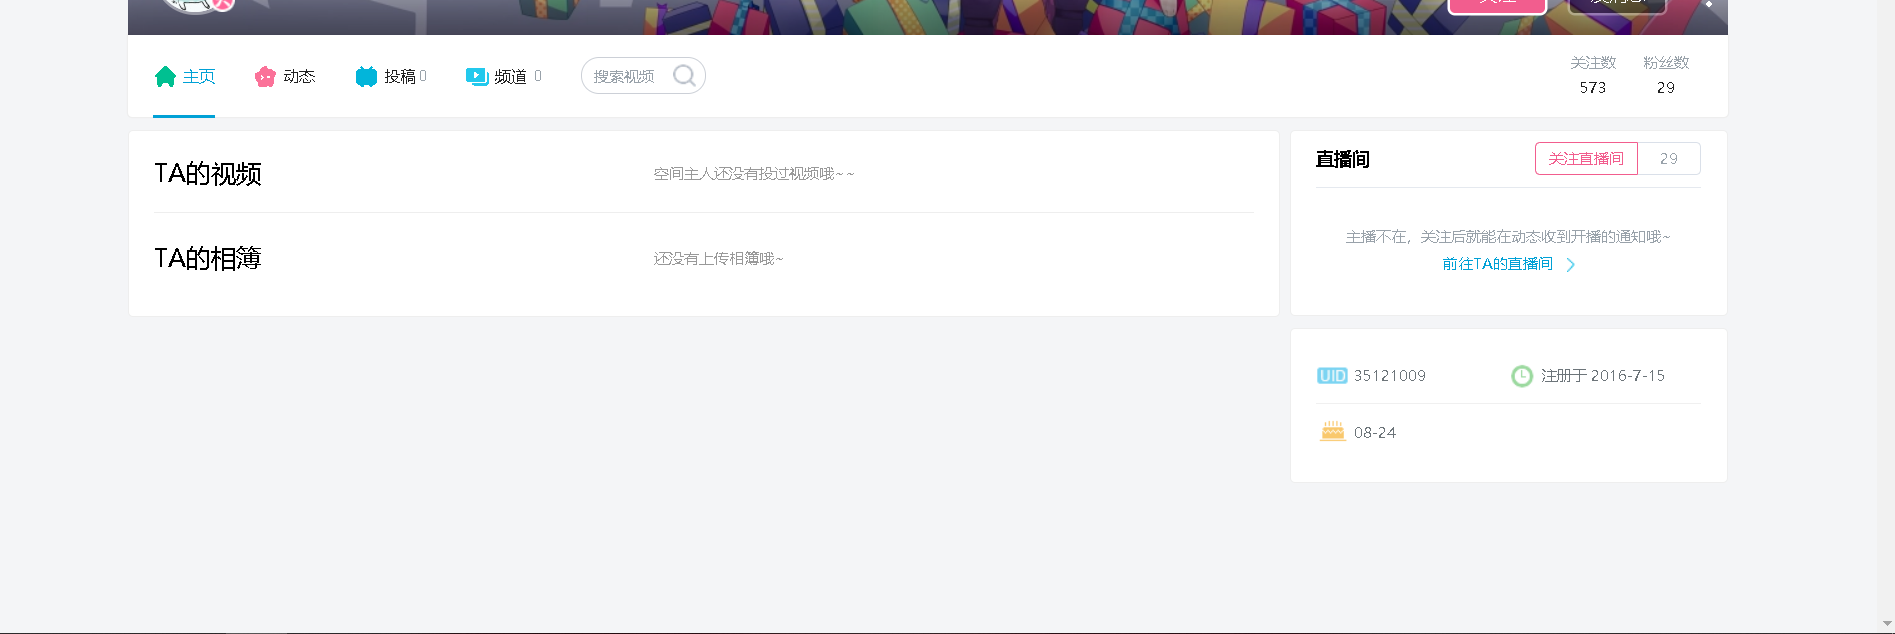 关注
发消息
主页
动态
投稿 0
频道 0
搜索视频
关注数
573
粉丝数
29
TA的视频
空间主人还没有投过视频哦~ ~
TA的相簿
还没有上传相簿哦~
直播间
关注直播间
29
主播不在，关注后就能在动态收到开播的通知哦~
前往TA的直播间
UID 35121009
注册于 2016-7-15
08-24